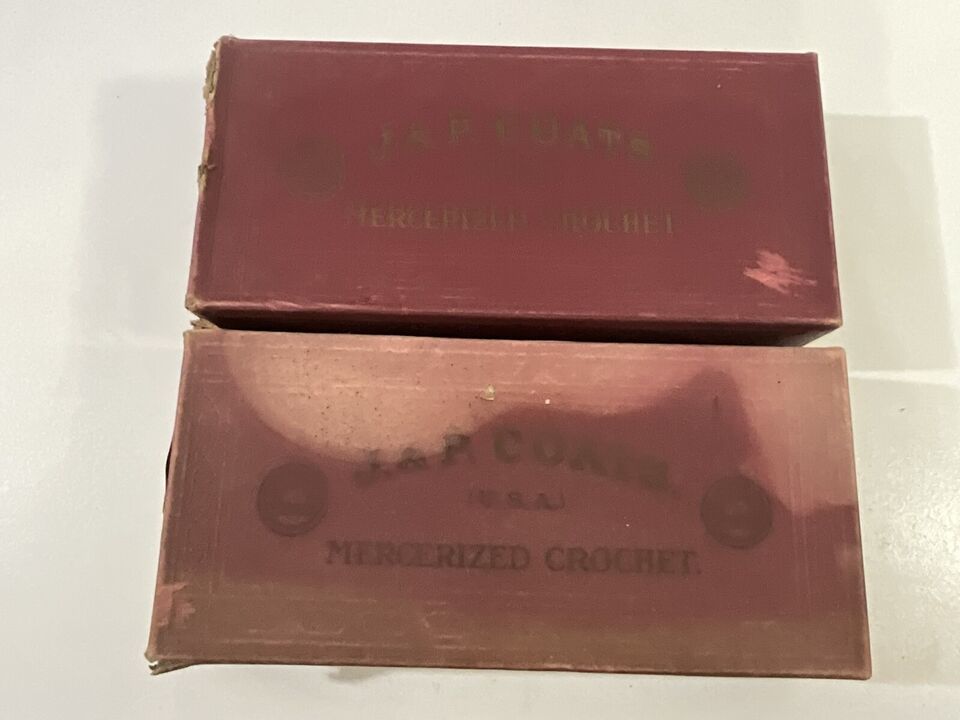 J. & P. COATS
MERCERIZED CROCHET
J. & P. COATS.
(U.S.A.)
MERCERIZED CROCHET.